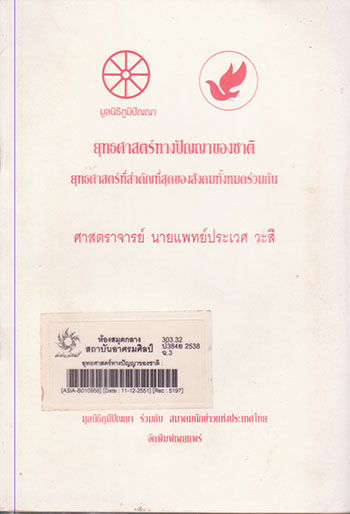 มูลนิธิภูมิปัญญา
ยุทธศาสตร์ทางปัญญาของชาติ
ยุทธศาสตร์ที่สำคัญที่สุดของสังคมทั้งหมดร่วมกัน
ศาสตราจารย์ นายแพทย์ประเวศ วะสี
ห้องสมุดกลาง
สถาบันอาศรมศิลป์
303.32
ป384ย 2538
ฉ.3
ยุทธศาสตร์ทางปัญญาของชาติ :
[ASIA-B010958] [Date : 11-12-2551] [Rec : 5197]
มูลนิธิภูมิปัญญา ร่วมกับ สมาคมนักข่าวแห่งประเทศไทย
จัดพิมพ์เผยแพร่